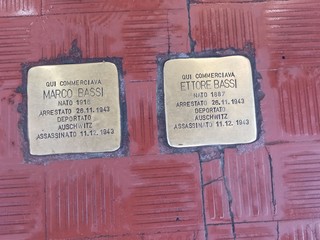 QUI COMMERCIAVA
MARCO BASSI
NATO 1916
ARRESTATO 26.11.1943
DEPORTATO
AUSCHWITZ
ASSASSINATO 11.12.1943
QUI COMMERCIAVA
ETTORE BASSI
NATO 1887
ARRESTATO 26.11.1943
DEPORTATO
AUSCHWITZ
ASSASSINATO 11.12.1943